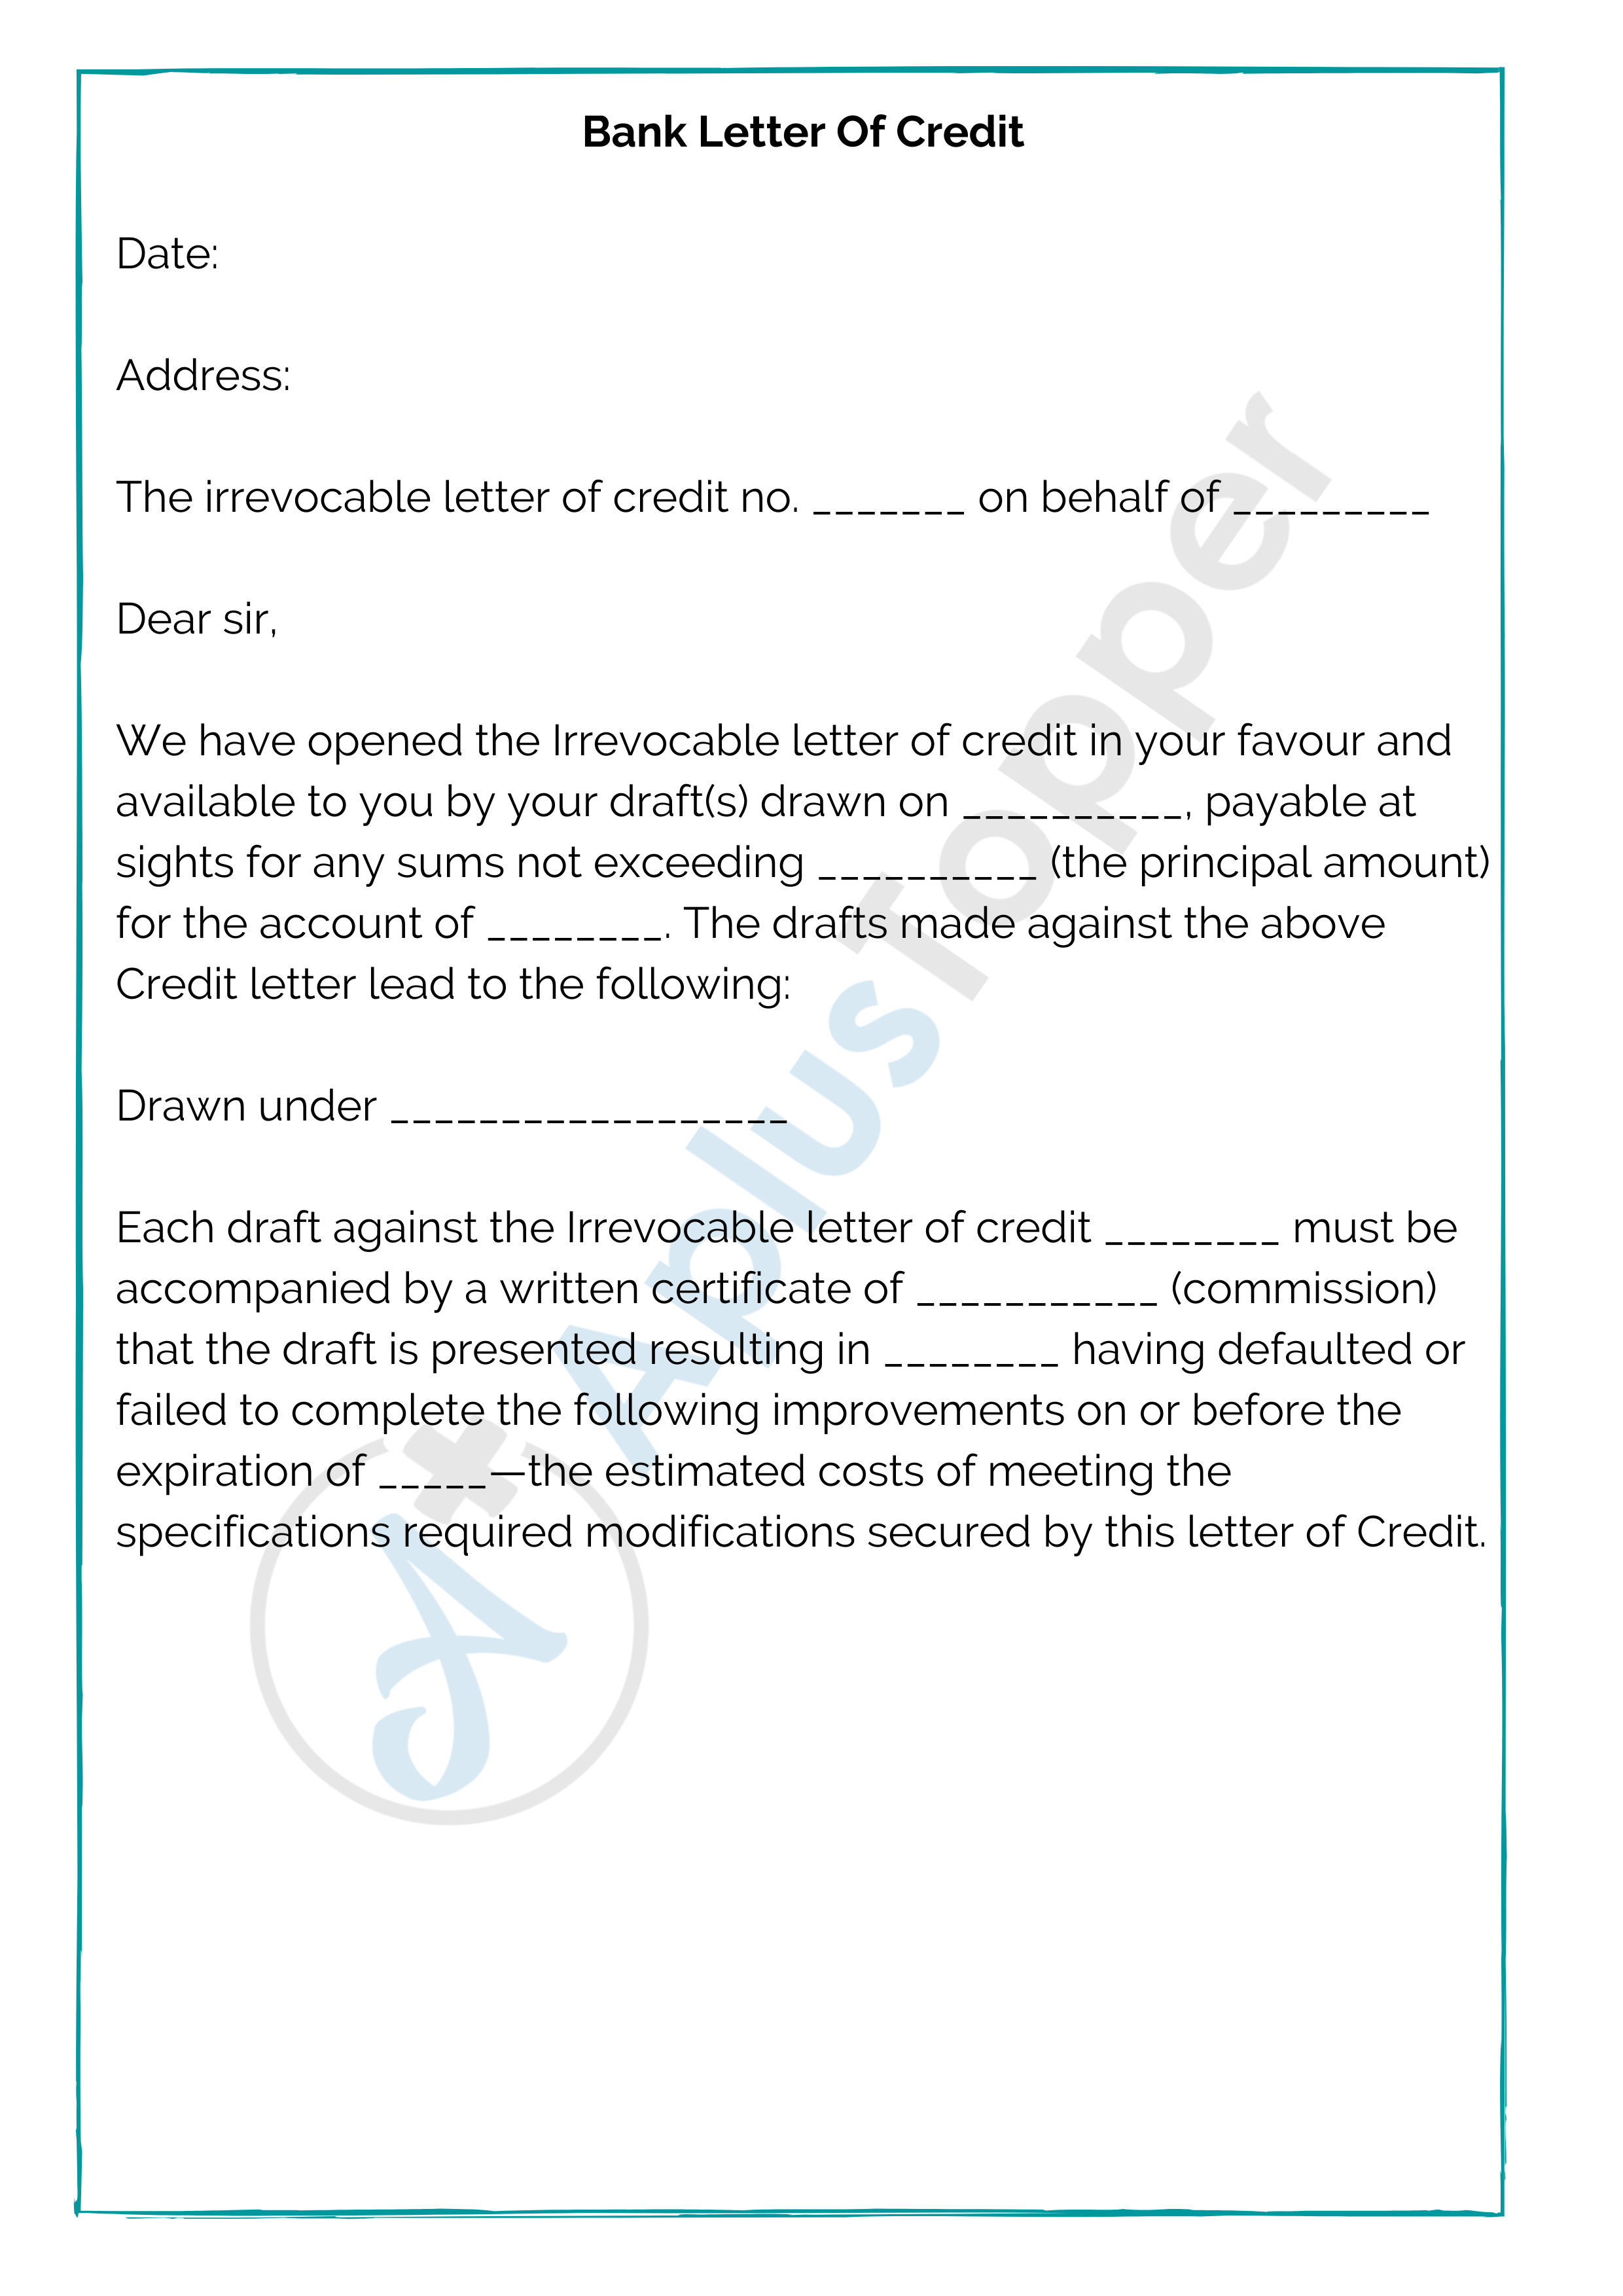 Bank Letter Of Credit
Date:
Address:
The irrevocable letter of credit no. _______ on behalf of _________
Dear sir,
We have opened the Irrevocable letter of credit in your favour and
available to you by your draft(s) drawn on __________, payable at
sights for any sums not exceeding __________ (the principal amount)
for the account of ________. The drafts made against the above
Credit letter lead to the following:
Drawn under __________________
Each draft against the Irrevocable letter of credit ________ must be
accompanied by a written certificate of ___________ (commission)
that the draft is presented resulting in ________ having defaulted or
failed to complete the following improvements on or before the
expiration of _____—the estimated costs of meeting the
specifications required modifications secured by this letter of Credit.
AplusTopper
A+